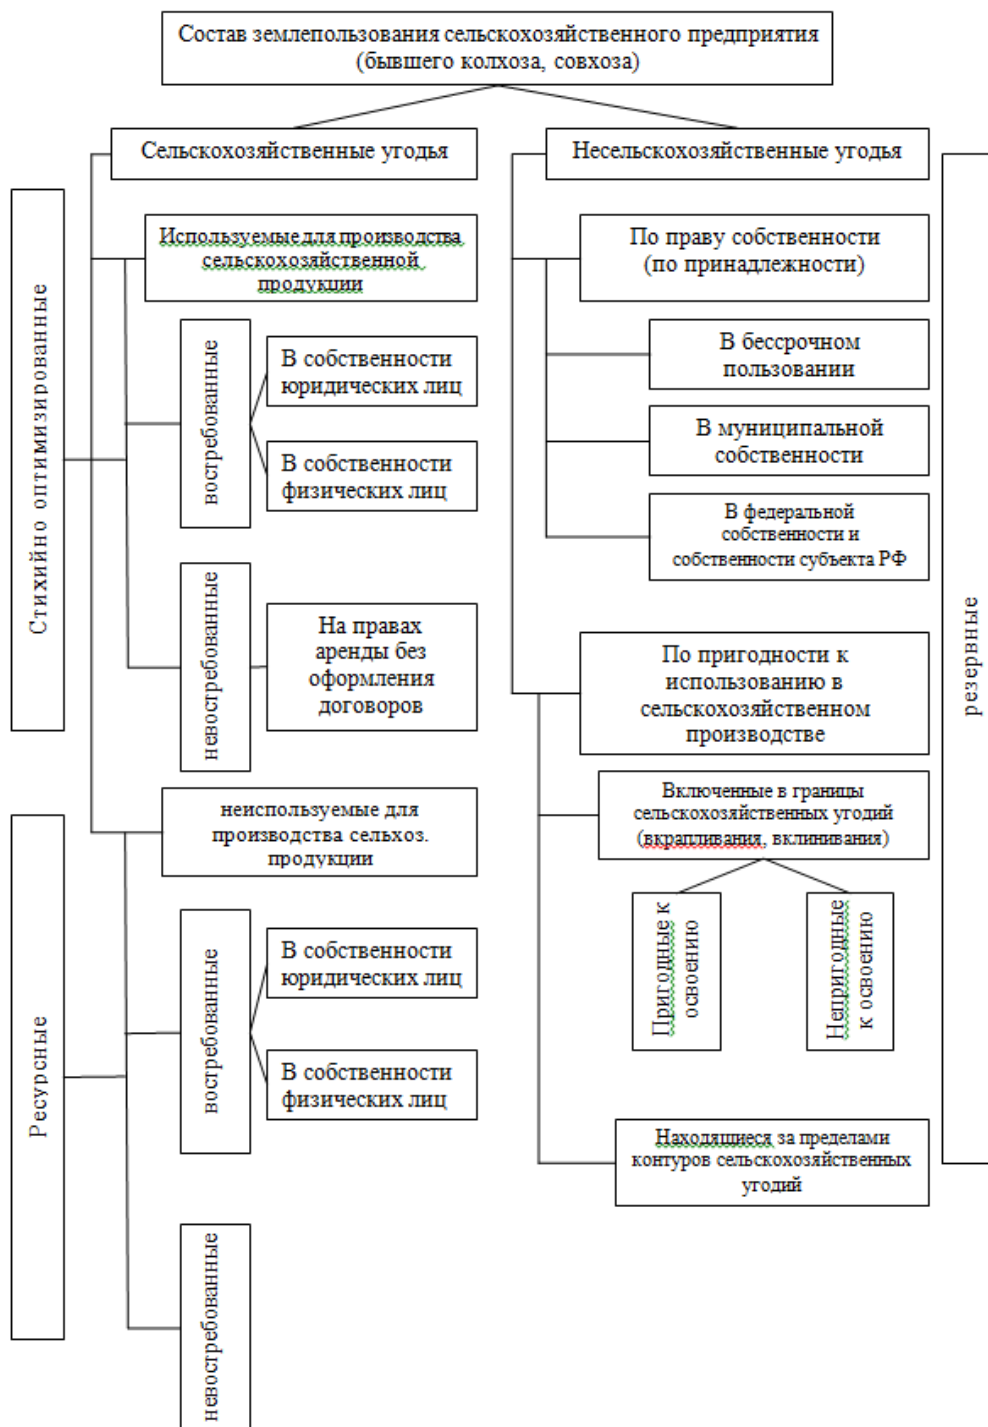 Состав землепользования сельскохозяйственного предприятия
(бывшего колхоза, совхоза)
Сельскохозяйственные угодья
Несельскохозяйственные угодья
Стихийно оптимизированные
Используемые для производства
сельскохозяйственной
продукции
востребованные
В собственности
юридических лиц
В собственности
физических лиц
невостребованные
На правах
аренды без
оформления
договоров
Ресурсные
неиспользуемые для
производства сельхоз.
продукции
востребованные
В собственности
юридических лиц
В собственности
физических лиц
невостребованные
По праву собственности
(по принадлежности)
В бессрочном
пользовании
В муниципальной
собственности
В федеральной
собственности и
собственности субъекта РФ
По пригодности к
использованию в
сельскохозяйственном
производстве
Включенные в границы
сельскохозяйственных угодий
(вкрапливания, вклинивания)
Пригодные к
освоению
Непригодные
к освоению
Находящиеся за пределами
контуров сельскохозяйственных
угодий
резервные